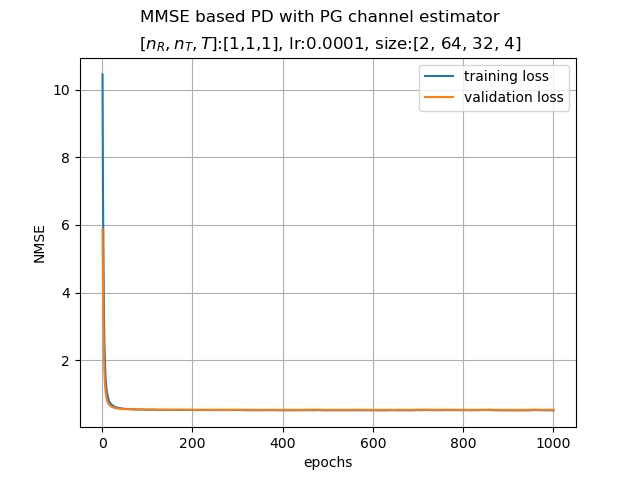 MMSE based PD with PG channel estimator
[n_R, n_T, T]:[1,1,1], lr:0.0001, size:[2, 64, 32, 4]
training loss
validation loss
10
8
6
4
2
NMSE
0 200 400 600 800 1000
epochs